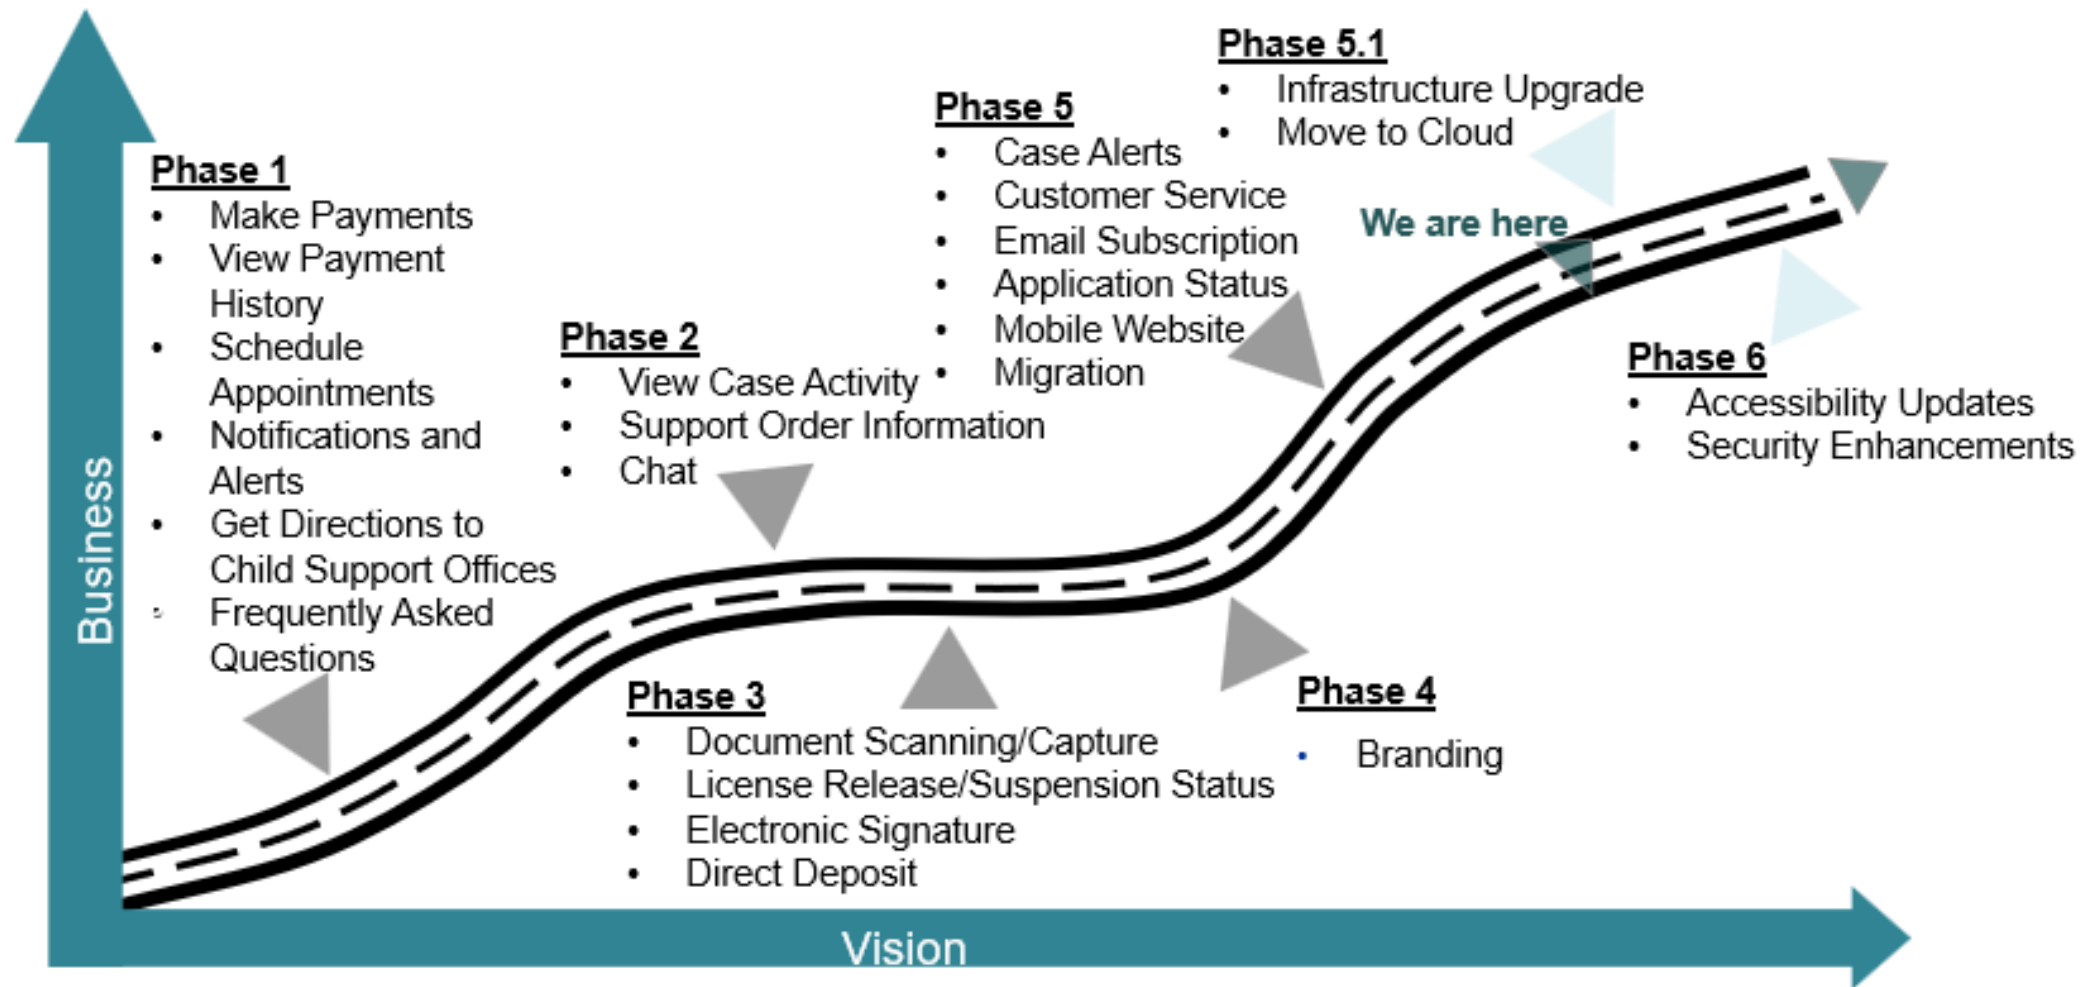 Phase 1
• Make Payments
• View Payment
History
• Schedule
Appointments
• Notifications and
Alerts
• Get Directions to
Child Support Offices
• Frequently Asked
Questions
Phase 2
• View Case Activity
• Support Order Information
• Chat
Phase 3
• Document Scanning/Capture
• License Release/Suspension Status
• Electronic Signature
• Direct Deposit
Phase 4
• Branding
Phase 5
• Case Alerts
• Customer Service
• Email Subscription
• Application Status
• Mobile Website
• Migration
Phase 5.1
• Infrastructure Upgrade
• Move to Cloud
We are here
Phase 6
• Accessibility Updates
• Security Enhancements
Business
Vision